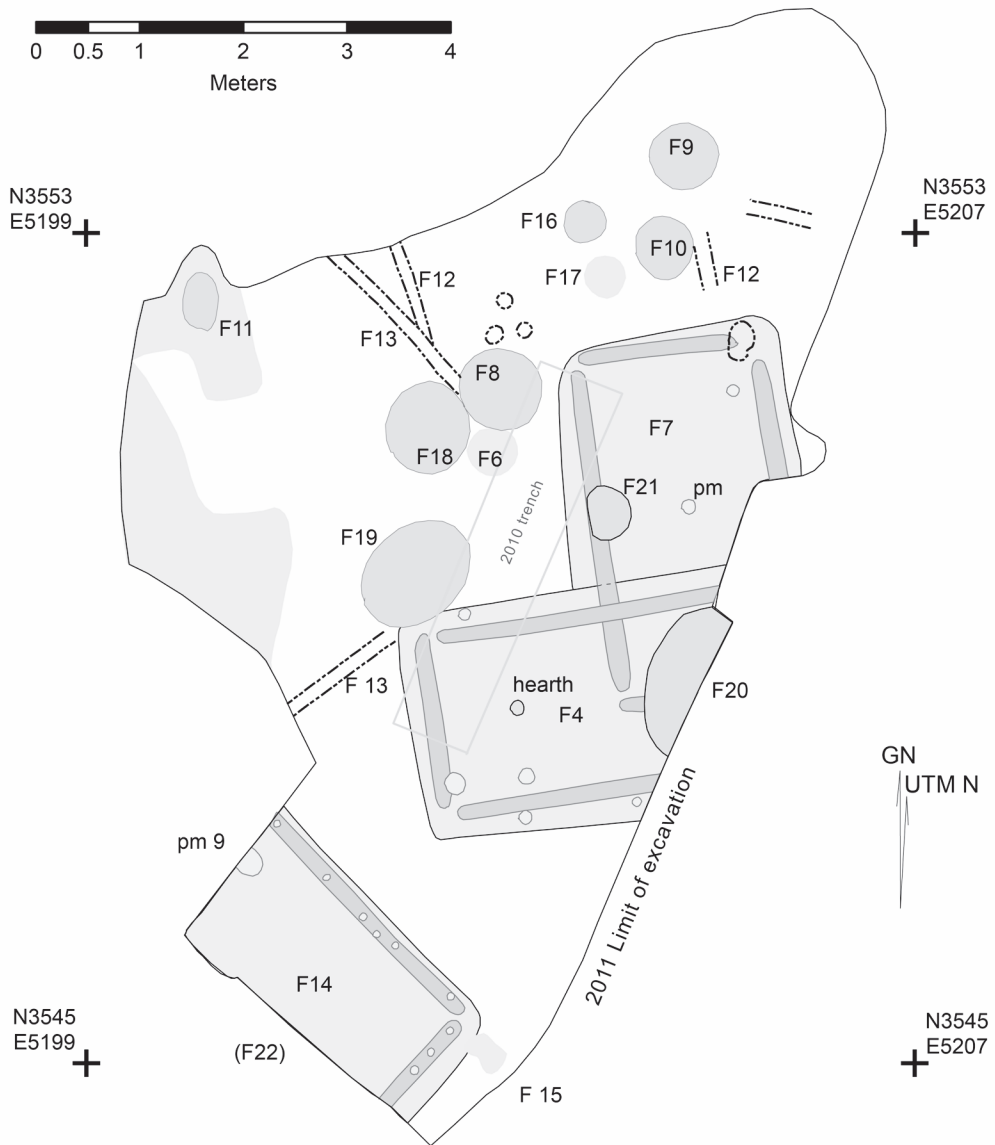 0 0.5 1 2 3 4
Meters
N3553
E5199
N3553
E5207
F9
F16
F10
F17
F12
F12
F11
F13
F8
F7
F18
F6
F21
pm
2010 trench
F19
F 13
hearth
F4
F20
GN
UTM N
pm 9
2011 Limit of excavation
F14
(F22)
N3545
E5199
N3545
E5207
F 15